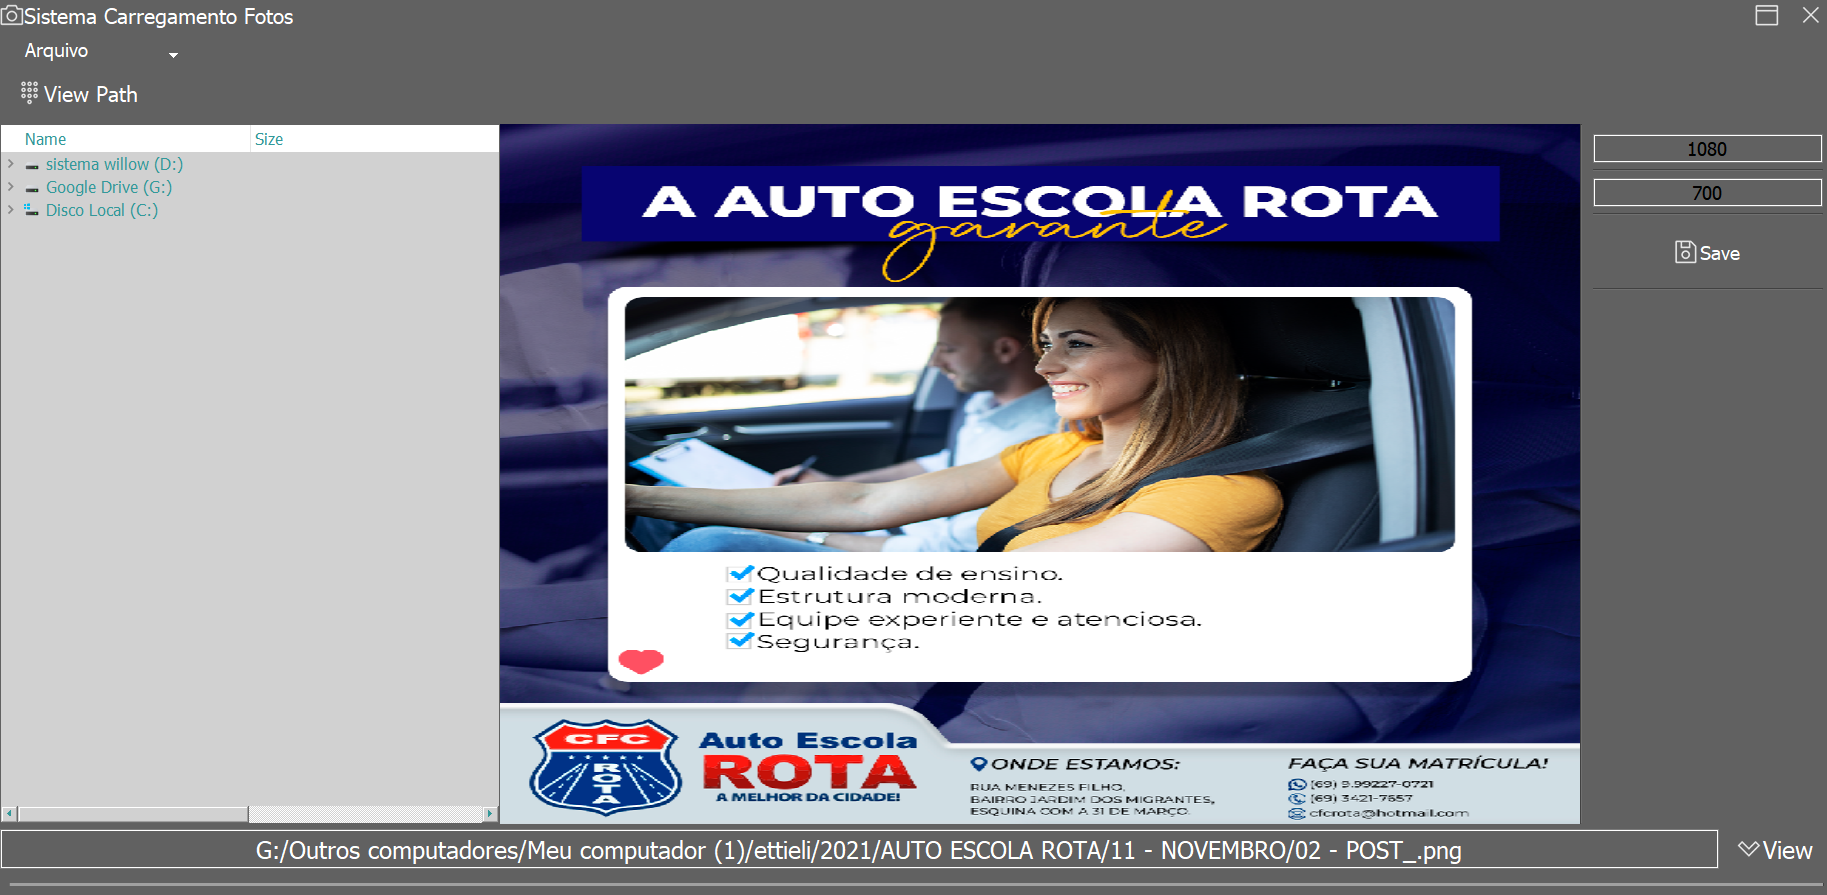 Sistema Carregamento Fotos
Arquivo
View Path
Name Size
sistema willow (D:)
Google Drive (G:)
Disco Local (C:)
A AUTO ESCOLA ROTA
garante
Qualidade de ensino.
Estrutura moderna.
Equipe experiente e atenciosa.
Segurança.
CFC
ROTA
Auto Escola
ROTA
A MELHOR DA CIDADE!
ONDE ESTAMOS:
RUA MENEZES FILHO,
BAIRRO JARDIM DOS MIGRANTES,
ESQUINA COM A 31 DE MARÇO.
FAÇA SUA MATRÍCULA!
(69) 9.99227-0721
(69) 3421-7657
cfcrota@hotmail.com
1080
700
Save
G:/Outros computadores/Meu computador (1)/ettieli/2021/AUTO ESCOLA ROTA/11 - NOVEMBRO/02 - POST_.png
View